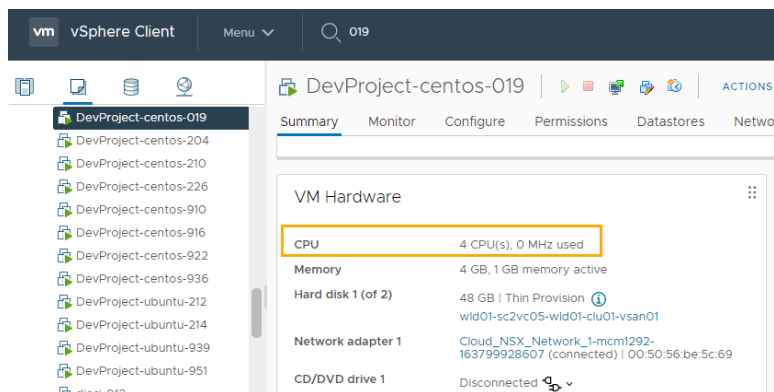 vm vSphere Client Menu 019
DevProject-centos-019
DevProject-centos-204
DevProject-centos-210
DevProject-centos-226
DevProject-centos-910
DevProject-centos-916
DevProject-centos-922
DevProject-centos-936
DevProject-ubuntu-212
DevProject-ubuntu-214
DevProject-ubuntu-939
DevProject-ubuntu-951
DevProject-centos-019 ACTIONS
Summary Monitor Configure Permissions Datastores Netwo
VM Hardware
CPU 4 CPU(s), 0 MHz used
Memory 4 GB, 1 GB memory active
Hard disk 1 (of 2) 48 GB | Thin Provision
wld01-sc2vc05-wld01-clu01-vsan01
Network adapter 1 Cloud_NSX_Network_1-mcm1292-
163799928607 (connected) | 00:50:56:be:5c:69
CD/DVD drive 1 Disconnected